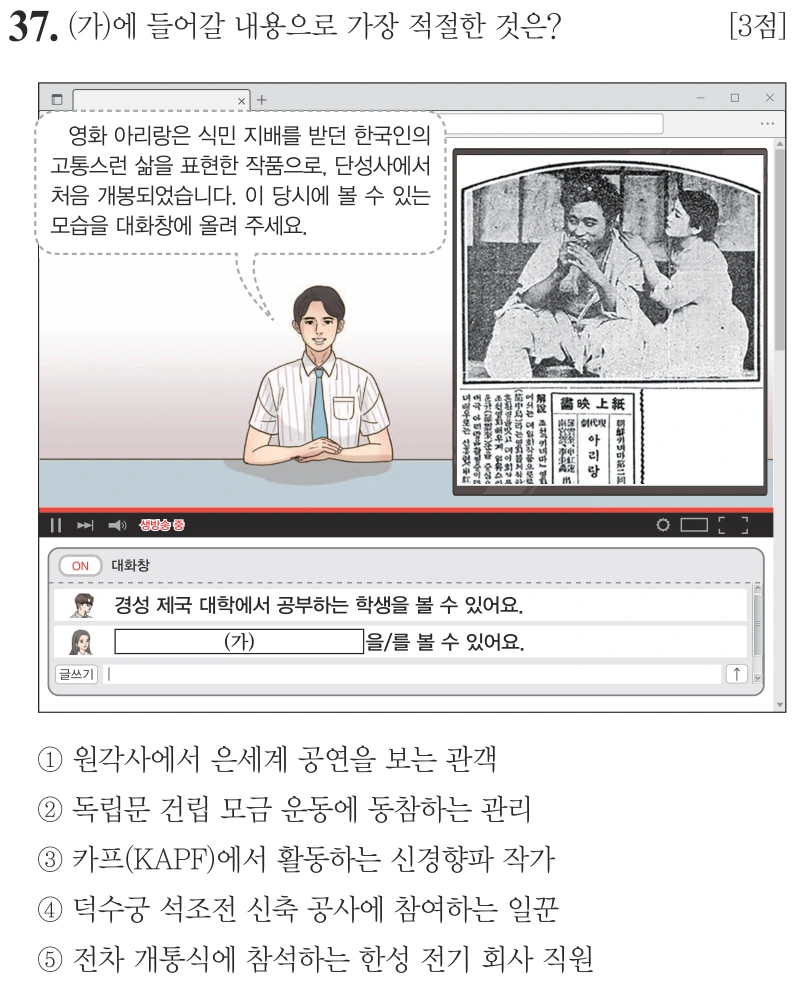 37. (가)에 들어갈 내용으로 가장 적절한 것은? [3점]
영화 아리랑은 식민 지배를 받던 한국인의
고통스런 삶을 표현한 작품으로, 단성사에서
처음 개봉되었습니다. 이 당시에 볼 수 있는
모습을 대화창에 올려 주세요.
紙上映畵
아리랑
생방송 중
ON 대화창
경성 제국 대학에서 공부하는 학생을 볼 수 있어요.
(가)을/를 볼 수 있어요.
글쓰기
① 원각사에서 은세계 공연을 보는 관객
② 독립문 건립 모금 운동에 동참하는 관리
③ 카프(KAPF)에서 활동하는 신경향파 작가
④ 덕수궁 석조전 신축 공사에 참여하는 일꾼
⑤ 전차 개통식에 참석하는 한성 전기 회사 직원